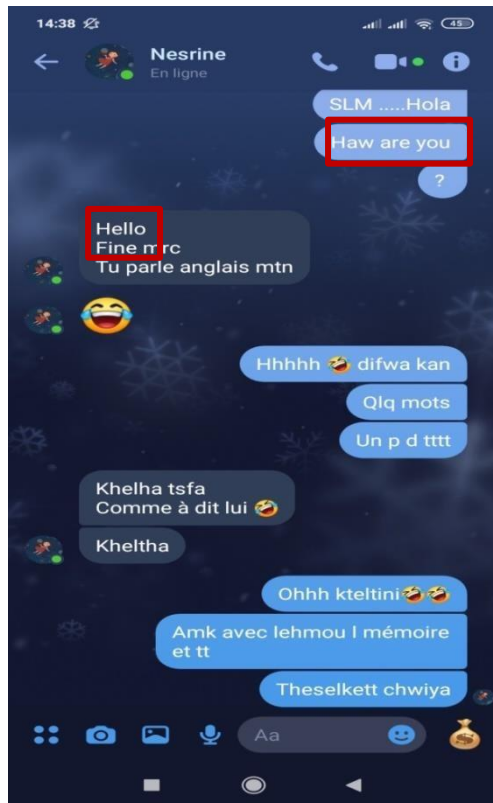 14:38
45
Nesrine
En ligne
SLM .....Hola
Haw are you
?
Hello
Fine mrc
Tu parle anglais mtn
Hhhhh 🤣 difwa kan
Qlq mots
Un p d tttt
Khelha tsfa
Comme à dit lui 🤣
Kheltha
Ohhh kteltini🤣🤣
Amk avec lehmou l mémoire
et tt
Theselkett chwiya
Aa